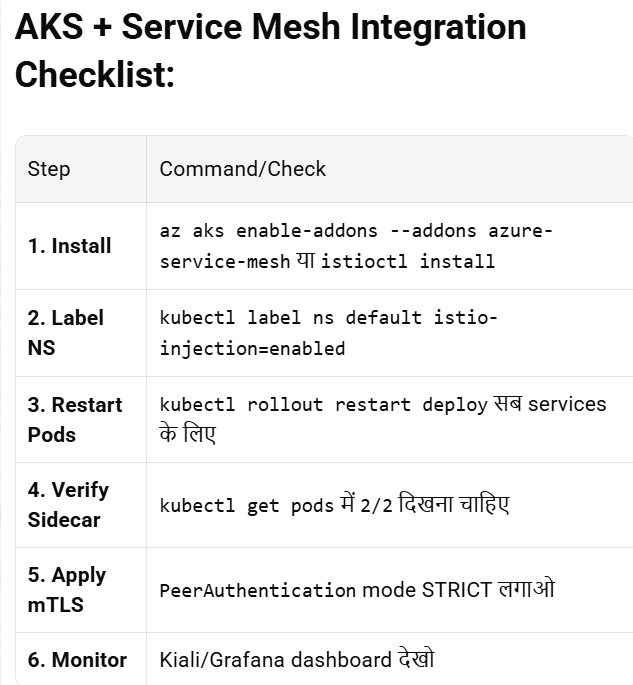 AKS + Service Mesh Integration
Checklist:
Step
Command/Check
1. Install
az aks enable-addons --addons azure-
service-mesh या istioctl install
2. Label
NS
kubectl label ns default istio-
injection=enabled
3. Restart
Pods
kubectl rollout restart deploy सब services
के लिए
4. Verify
Sidecar
kubectl get pods में 2/2 दिखना चाहिए
5. Apply
mTLS
PeerAuthentication mode STRICT लगाओ
6. Monitor
Kiali/Grafana dashboard देखो